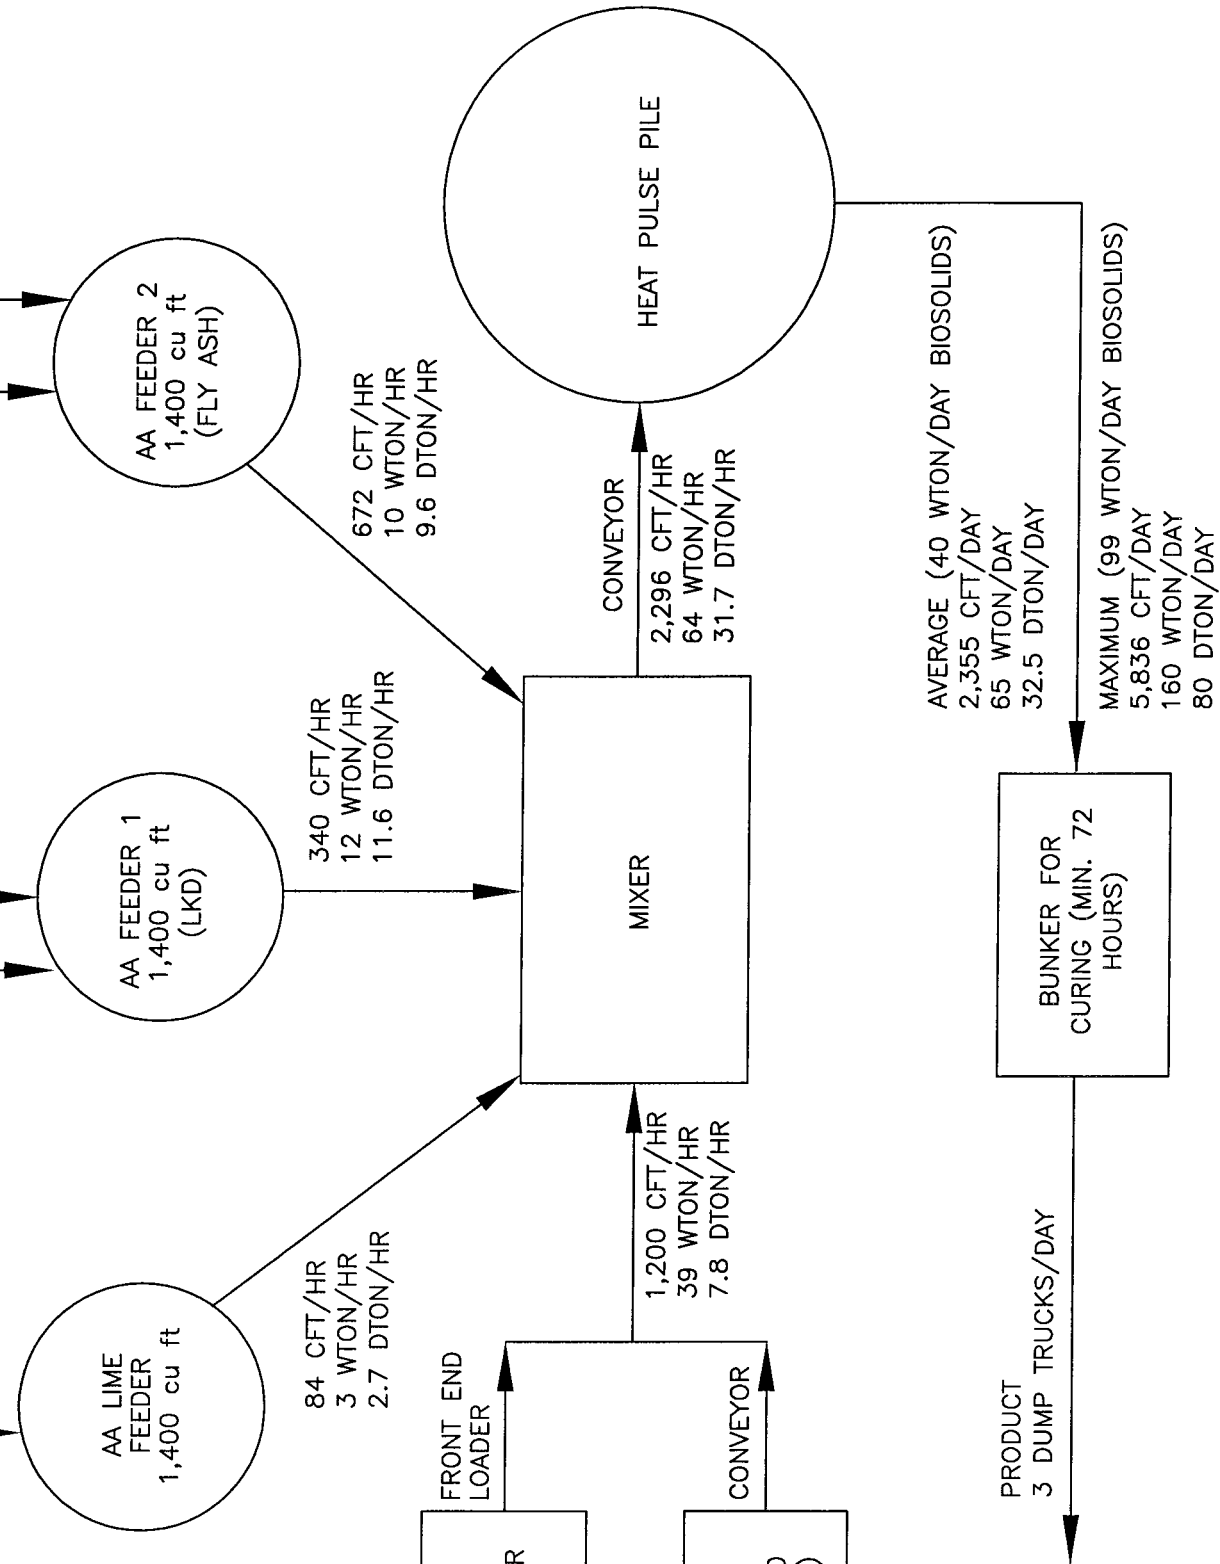 AA LIME
FEEDER
1,400 cu ft
AA FEEDER 1
1,400 cu ft
(LKD)
AA FEEDER 2
1,400 cu ft
(FLY ASH)
84 CFT/HR
3 WTON/HR
2.7 DTON/HR
340 CFT/HR
12 WTON/HR
11.6 DTON/HR
672 CFT/HR
10 WTON/HR
9.6 DTON/HR
FRONT END
LOADER
CONVEYOR
1,200 CFT/HR
39 WTON/HR
7.8 DTON/HR
MIXER
CONVEYOR
2,296 CFT/HR
64 WTON/HR
31.7 DTON/HR
HEAT PULSE PILE
AVERAGE (40 WTON/DAY BIOSOLIDS)
2,355 CFT/DAY
65 WTON/DAY
32.5 DTON/DAY
MAXIMUM (99 WTON/DAY BIOSOLIDS)
5,836 CFT/DAY
160 WTON/DAY
80 DTON/DAY
BUNKER FOR
CURING (MIN. 72
HOURS)
PRODUCT
3 DUMP TRUCKS/DAY